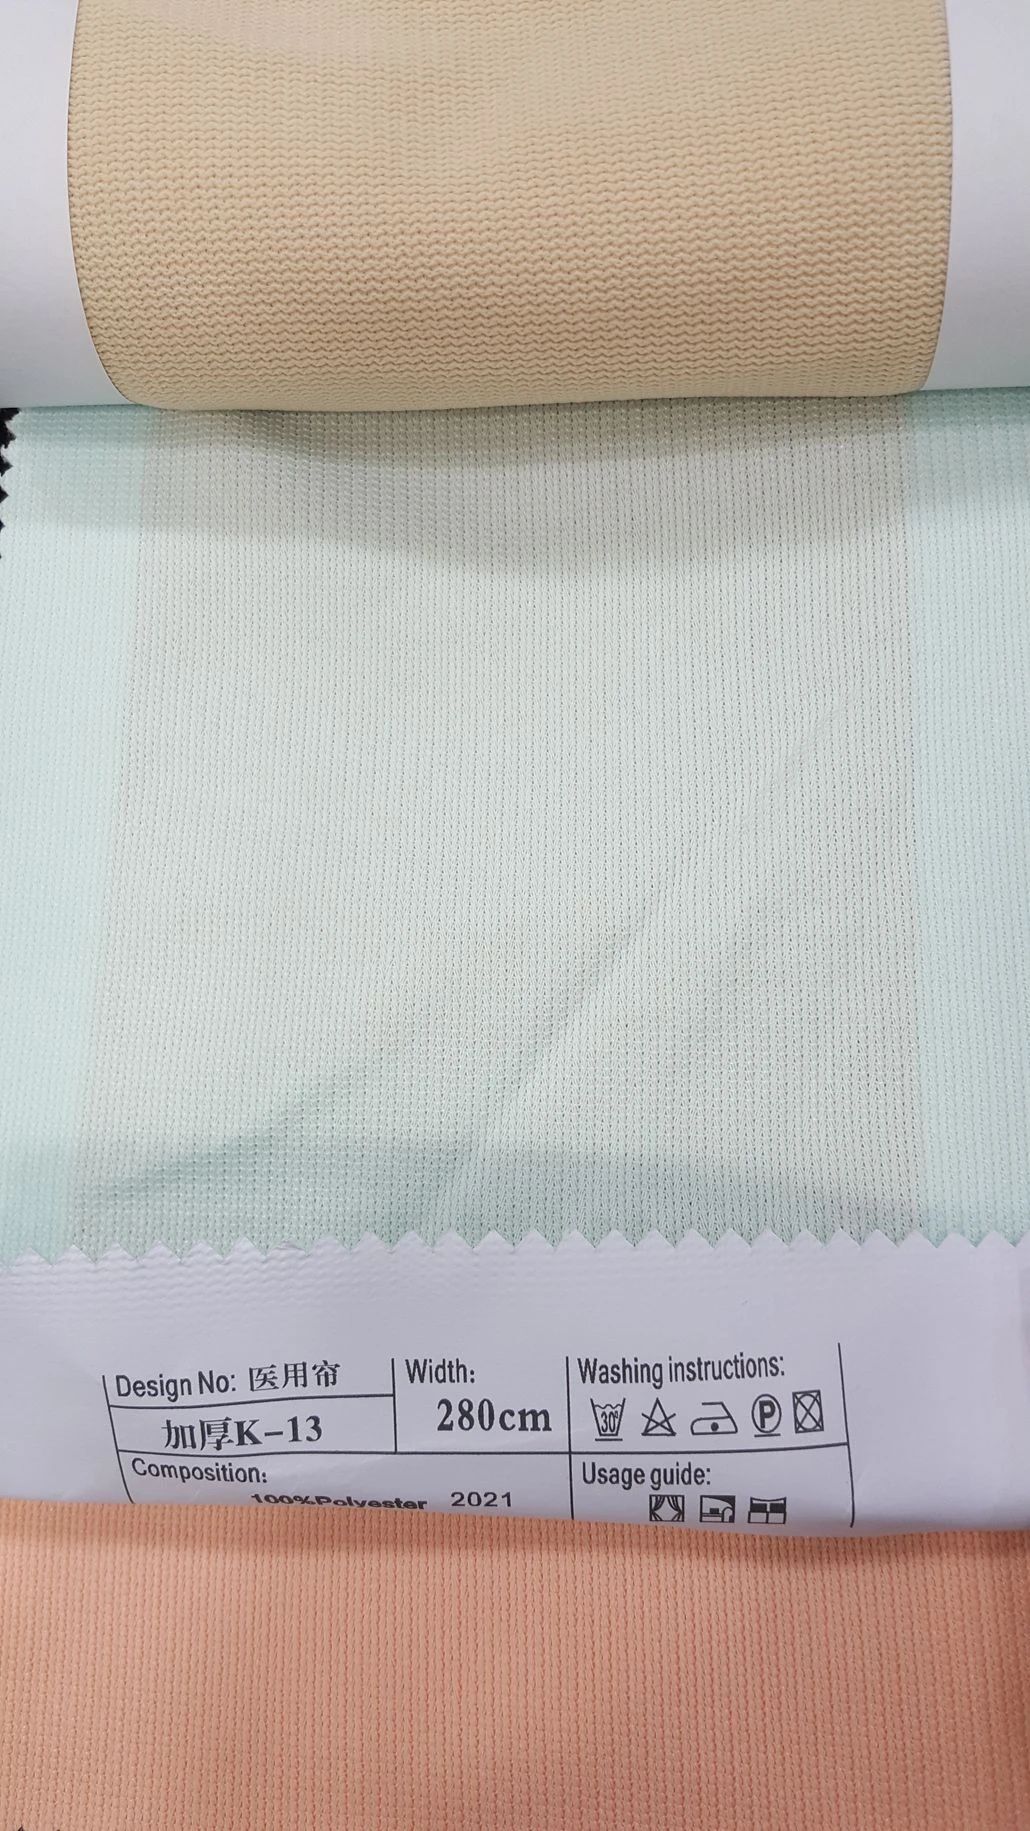 Design No: 医用帘
加厚K-13
Width:
280cm
Washing instructions:
30°
P
Composition:
100%Polyester 2021
Usage guide: